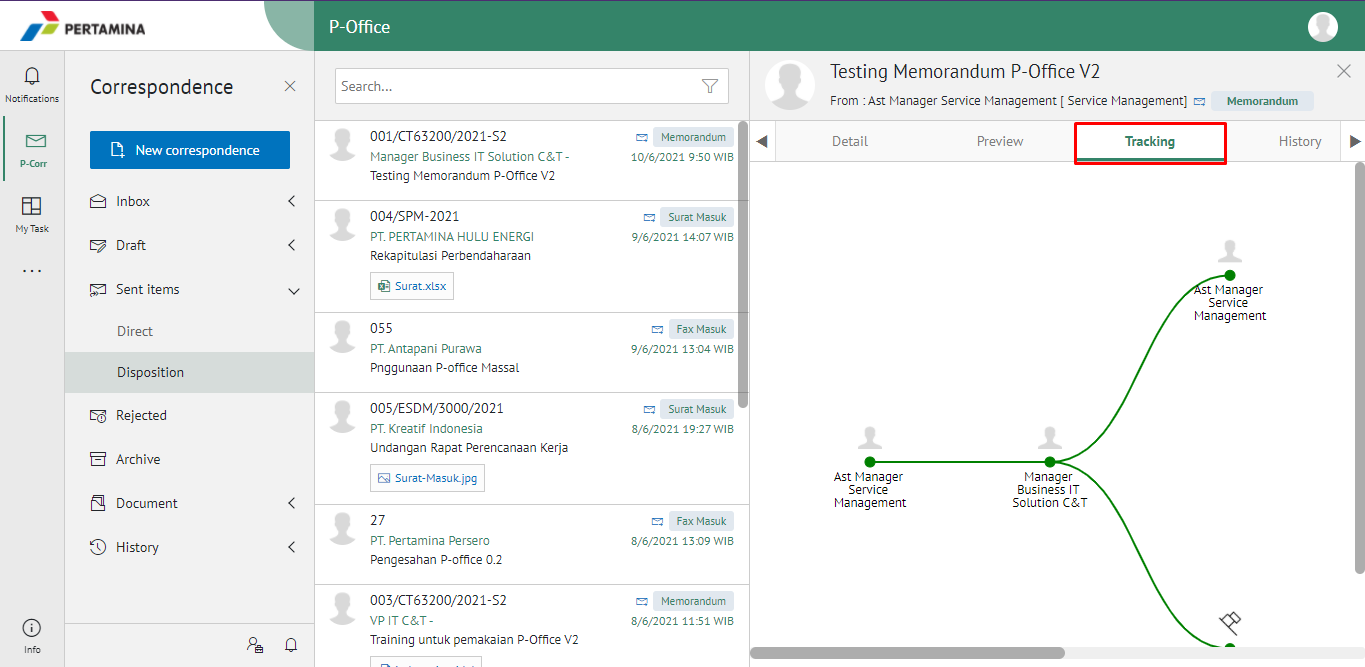 PERTAMINA
P-Office
Notifications
P-Corr
My Task
...
Info
Correspondence
New correspondence
Inbox
Draft
Sent items
Direct
Disposition
Rejected
Archive
Document
History
Search...
001/CT63200/2021-S2
Memorandum
Manager Business IT Solution C&T -
10/6/2021 9:50 WIB
Testing Memorandum P-Office V2
004/SPM-2021
Surat Masuk
PT. PERTAMINA HULU ENERGI
9/6/2021 14:07 WIB
Rekapitulasi Perbendaharaan
Surat.xlsx
055
Fax Masuk
PT. Antapani Purawa
9/6/2021 13:04 WIB
Pnggunaan P-office Massal
005/ESDM/3000/2021
Surat Masuk
PT. Kreatif Indonesia
8/6/2021 19:27 WIB
Undangan Rapat Perencanaan Kerja
Surat-Masuk.jpg
27
Fax Masuk
PT. Pertamina Persero
8/6/2021 13:09 WIB
Pengesahan P-office 0.2
003/CT63200/2021-S2
Memorandum
VP IT C&T -
8/6/2021 11:51 WIB
Training untuk pemakaian P-Office V2
Testing Memorandum P-Office V2
From : Ast Manager Service Management [ Service Management]
Memorandum
Detail
Preview
Tracking
History
Ast Manager
Service
Management
Ast Manager
Service
Management
Manager
Business IT
Solution C&T